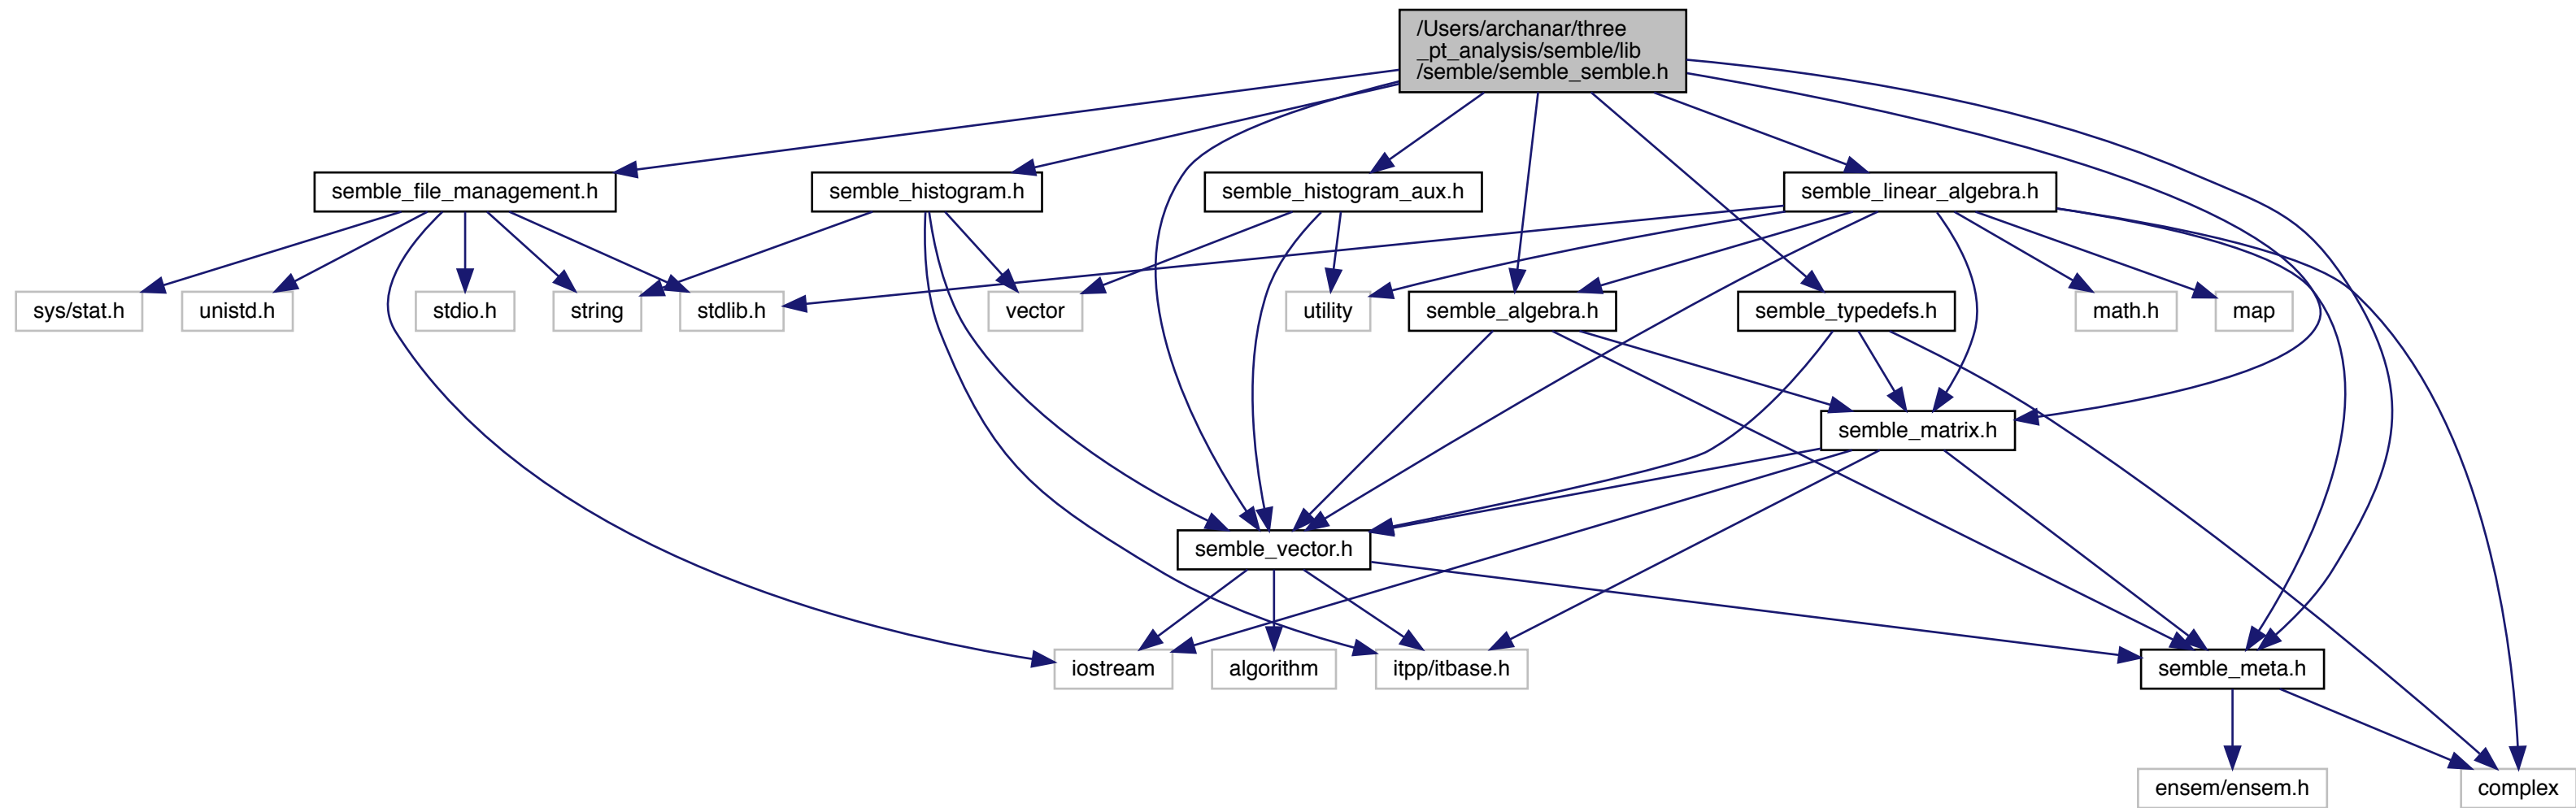 /Users/archanar/three
_pt_analysis/semble/lib
/semble/semble_semble.h
semble_file_management.h
semble_histogram.h
semble_histogram_aux.h
semble_linear_algebra.h
sys/stat.h
unistd.h
stdio.h
string
stdlib.h
vector
utility
semble_algebra.h
semble_typedefs.h
math.h
map
semble_matrix.h
semble_vector.h
iostream
algorithm
itpp/itbase.h
semble_meta.h
ensem/ensem.h
complex